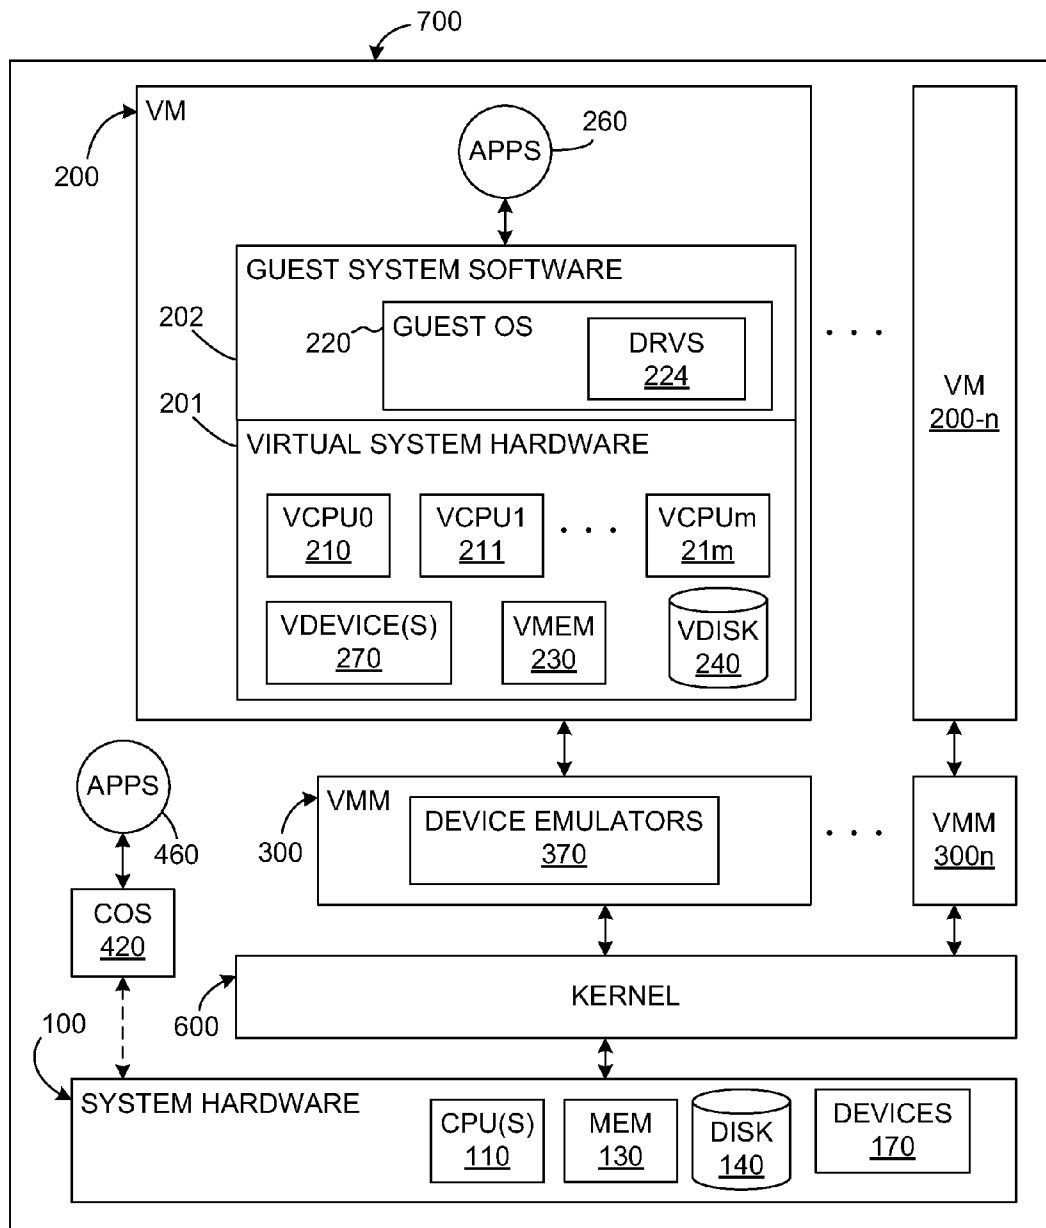 700
VM
200
APPS
260
GUEST SYSTEM SOFTWARE
202
220
GUEST OS
DRVS
224
. . .
VM
200-n
201
VIRTUAL SYSTEM HARDWARE
VCPU0
210
VCPU1
211
. . .
VCPUm
21m
VDEVICE(S)
270
VMEM
230
VDISK
240
APPS
460
300
VMM
DEVICE EMULATORS
370
. . .
VMM
300n
COS
420
600
KERNEL
100
SYSTEM HARDWARE
CPU(S)
110
MEM
130
DISK
140
DEVICES
170